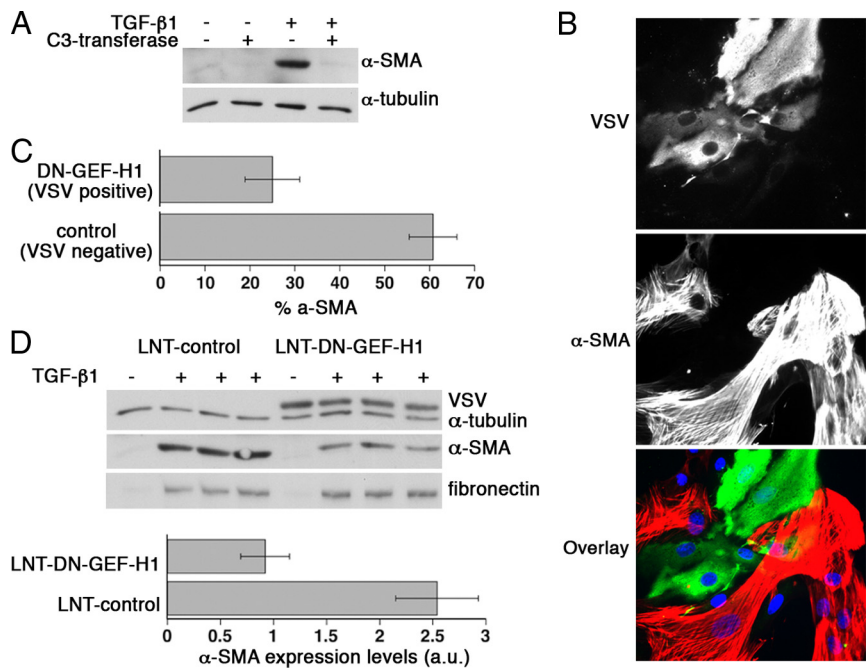 A
TGF-β1 - - + +
C3-transferase - + - +
α-SMA
α-tubulin
B
VSV
α-SMA
Overlay
C
DN-GEF-H1
(VSV positive)
control
(VSV negative)
0 10 20 30 40 50 60 70
% a-SMA
D
LNT-control LNT-DN-GEF-H1
TGF-β1 - + + + - + + +
VSV
α-tubulin
α-SMA
fibronectin
LNT-DN-GEF-H1
LNT-control
0 0.5 1 1.5 2 2.5 3
α-SMA expression levels (a.u.)